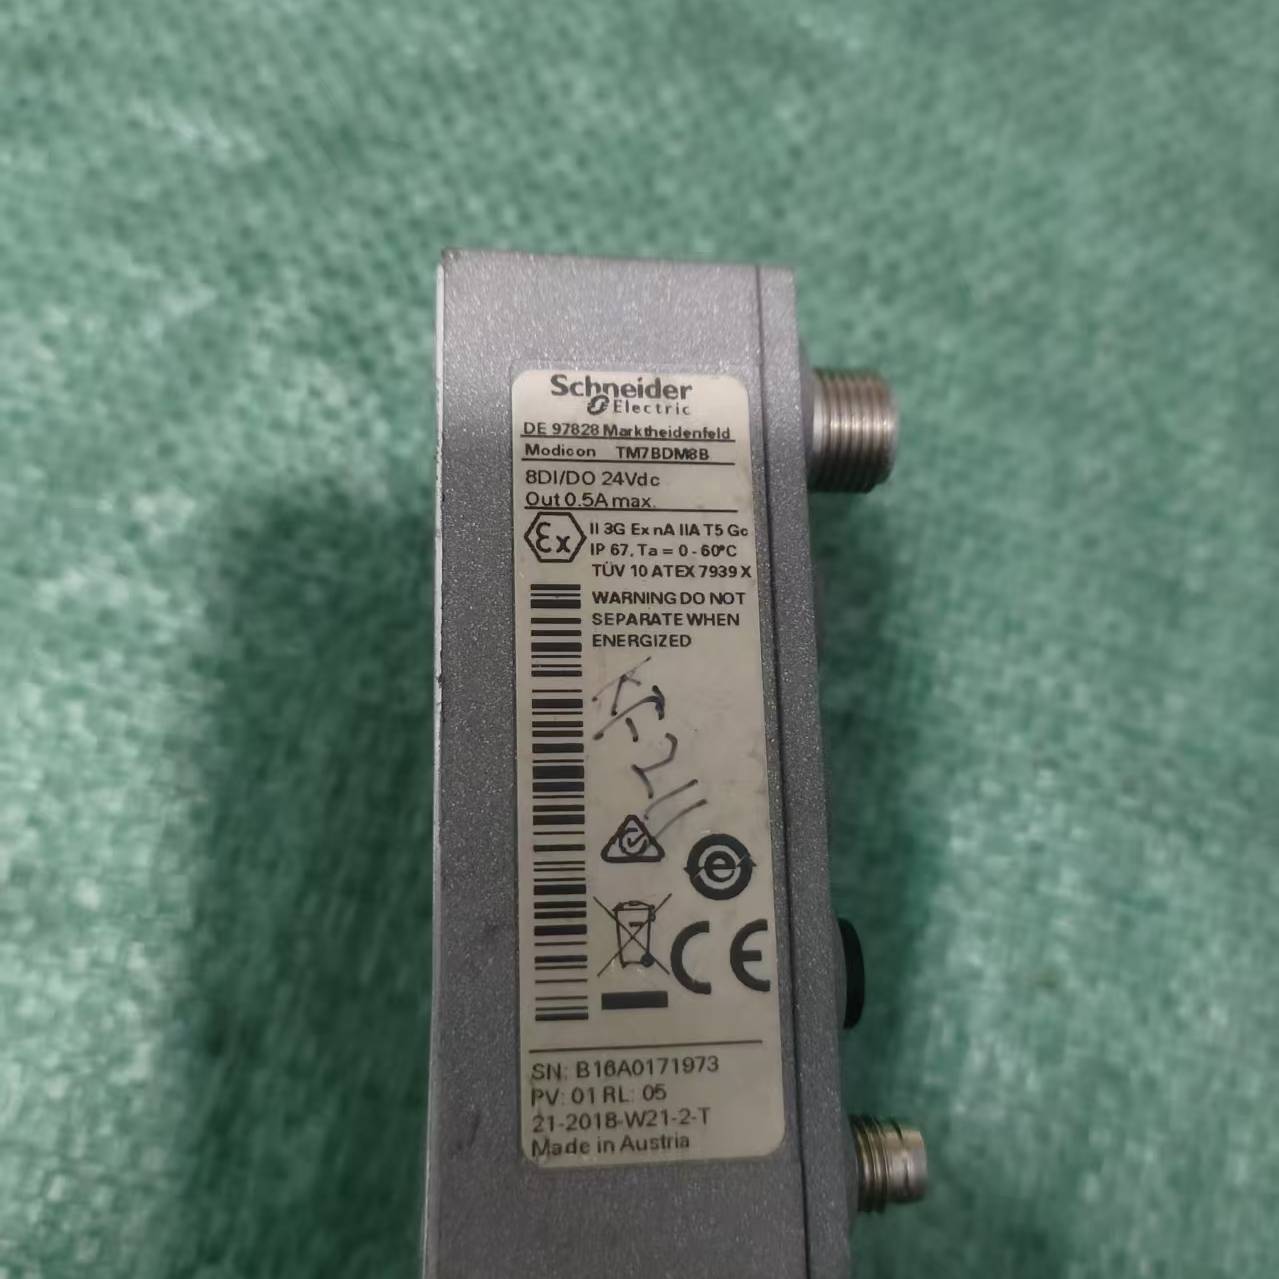 Schneider
Electric
DE 97828 Marktheidenfeld
Modicon TM7BDM8B
8DI/DO 24Vdc
Out 0.5A max.
Ex
II 3G Ex nA IIA T5 Gc
IP 67, Ta = 0 - 60°C
TÜV 10 ATEX 7939 X
WARNING DO NOT
SEPARATE WHEN
ENERGIZED
e
CE
SN: B16A0171973
PV: 01 RL: 05
21-2018-W21-2-T
Made in Austria